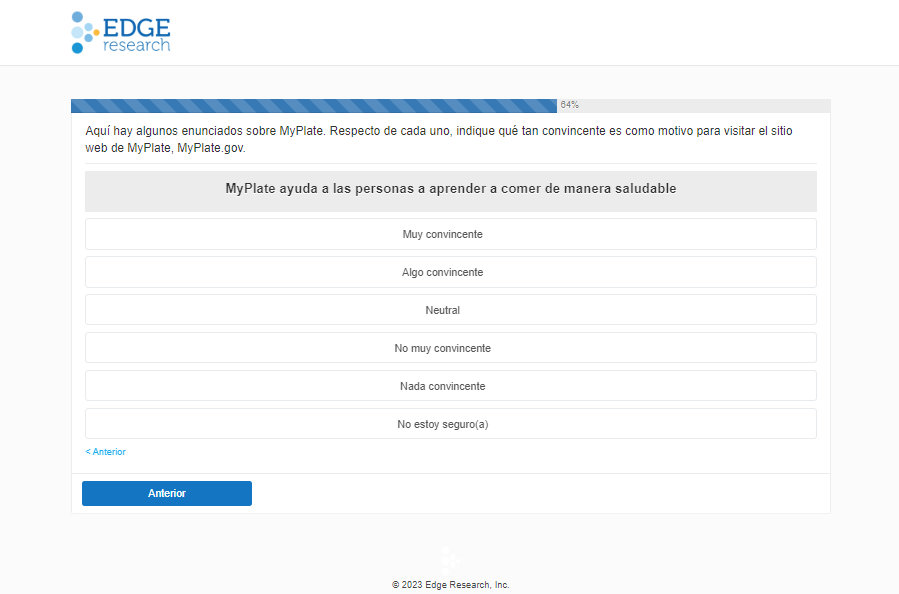 EDGE
research
64%
Aquí hay algunos enunciados sobre MyPlate. Respecto de cada uno, indique qué tan convincente es como motivo para visitar el sitio
web de MyPlate, MyPlate.gov.
MyPlate ayuda a las personas a aprender a comer de manera saludable
Muy convincente
Algo convincente
Neutral
No muy convincente
Nada convincente
No estoy seguro(a)
< Anterior
Anterior
© 2023 Edge Research, Inc.